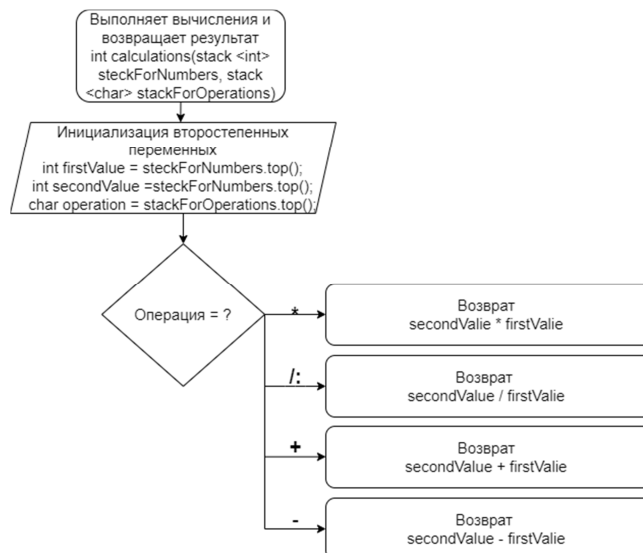 Выполняет вычисления и
возвращает результат
int calculations(stack <int>
steckForNumbers, stack
<char> stackForOperations)
Инициализация второстепенных
переменных
int firstValue = steckForNumbers.top();
int secondValue =steckForNumbers.top();
char operation = stackForOperations.top();
Операция = ?
*
Возврат
secondValie * firstValie
/:
Возврат
secondValue / firstValie
+
Возврат
secondValue + firstValie
-
Возврат
secondValue - firstValie